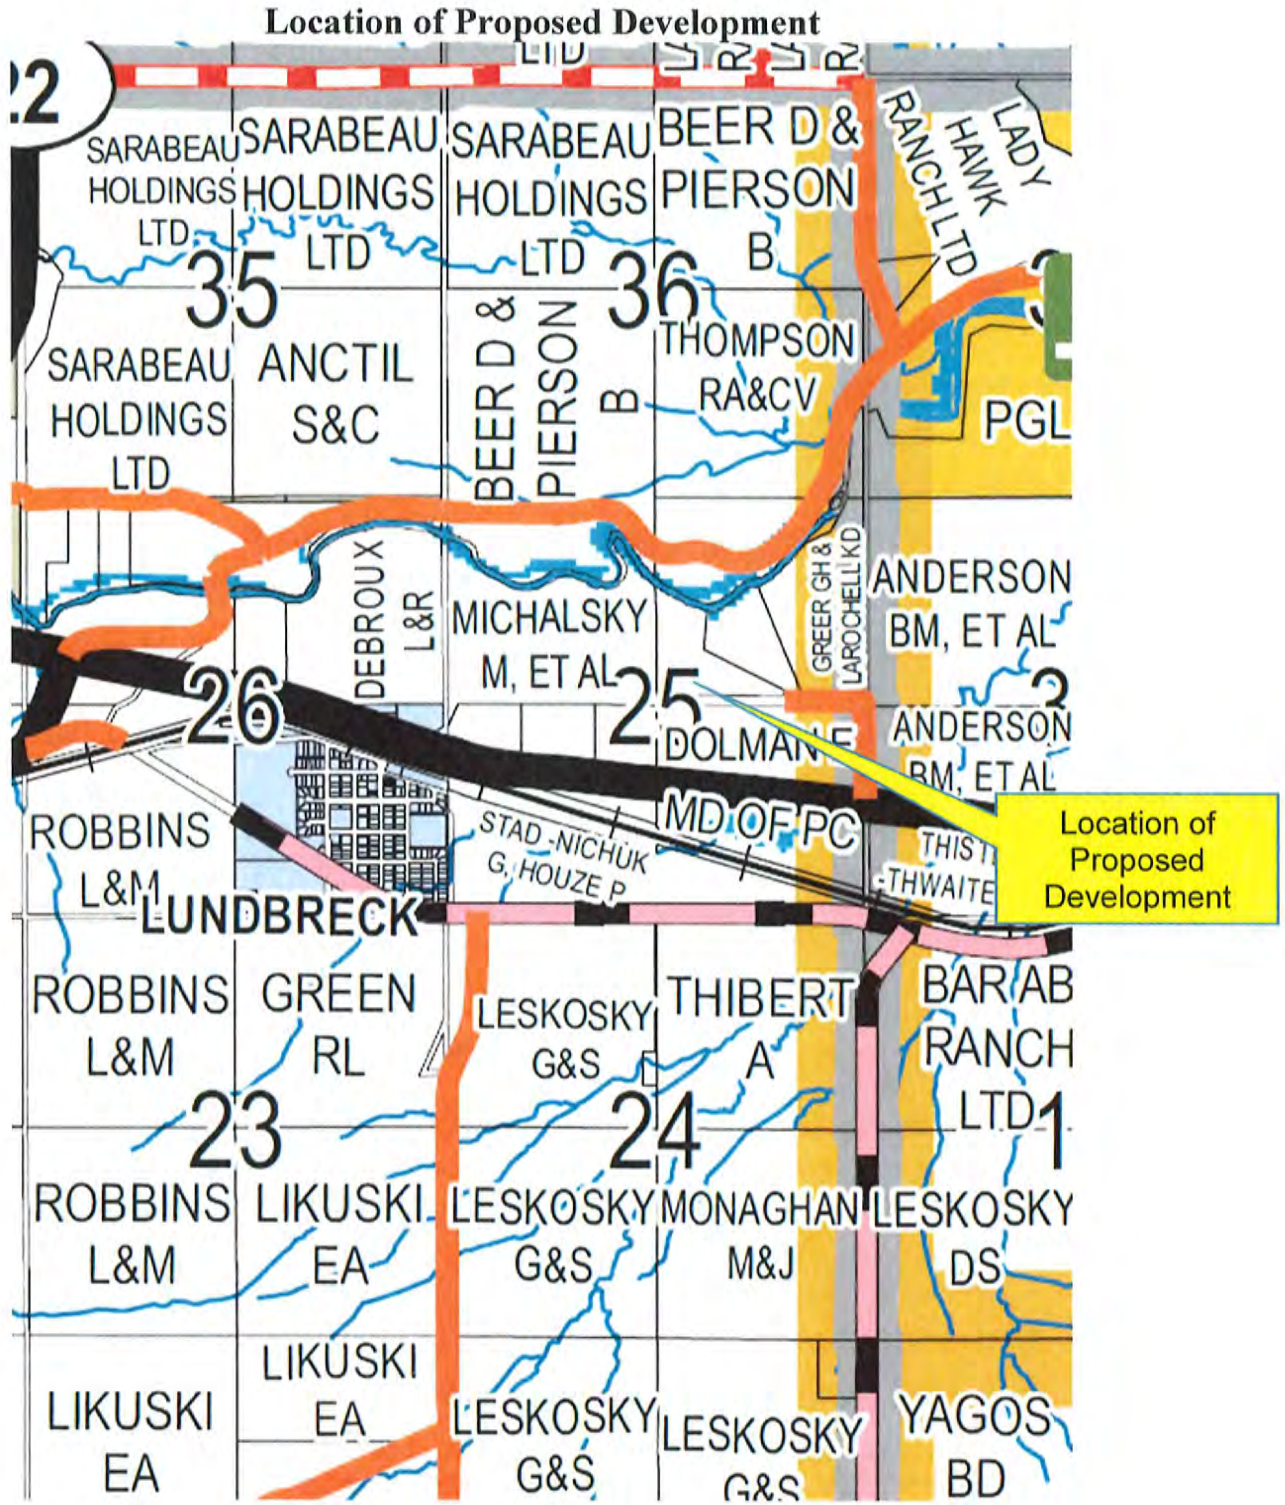 Location of Proposed Development
22
LTD
SARABEAU
HOLDINGS
LTD
SARABEAU
HOLDINGS
LTD
SARABEAU
HOLDINGS
LTD
BEER D &
PIERSON
B
LADY
HAWK
RANCH LTD
35
36
SARABEAU
HOLDINGS
LTD
ANCTIL
S&C
BEER D &
PIERSON
B
THOMPSON
RA&CV
PGL
DEBROUX
L&R
MICHALSKY
M, ET AL
GREER GH &
LAROCHELL KD
ANDERSON
BM, ET AL
26
25
3
DOLMAN E
ANDERSON
BM, ET AL
MD OF PC
ROBBINS
L&M
STAD -NICHUK
G, HOUZE P
-THWAITE
Location of
Proposed
Development
LUNDBRECK
ROBBINS
L&M
GREEN
RL
LESKOSKY
G&S
THIBERT
A
BAR AB
RANCH
LTD
23
24
1
ROBBINS
L&M
LIKUSKI
EA
LESKOSKY
G&S
MONAGHAN
M&J
LESKOSKY
DS
LIKUSKI
EA
LIKUSKI
EA
LESKOSKY
G&S
LESKOSKY
G&S
YAGOS
BD